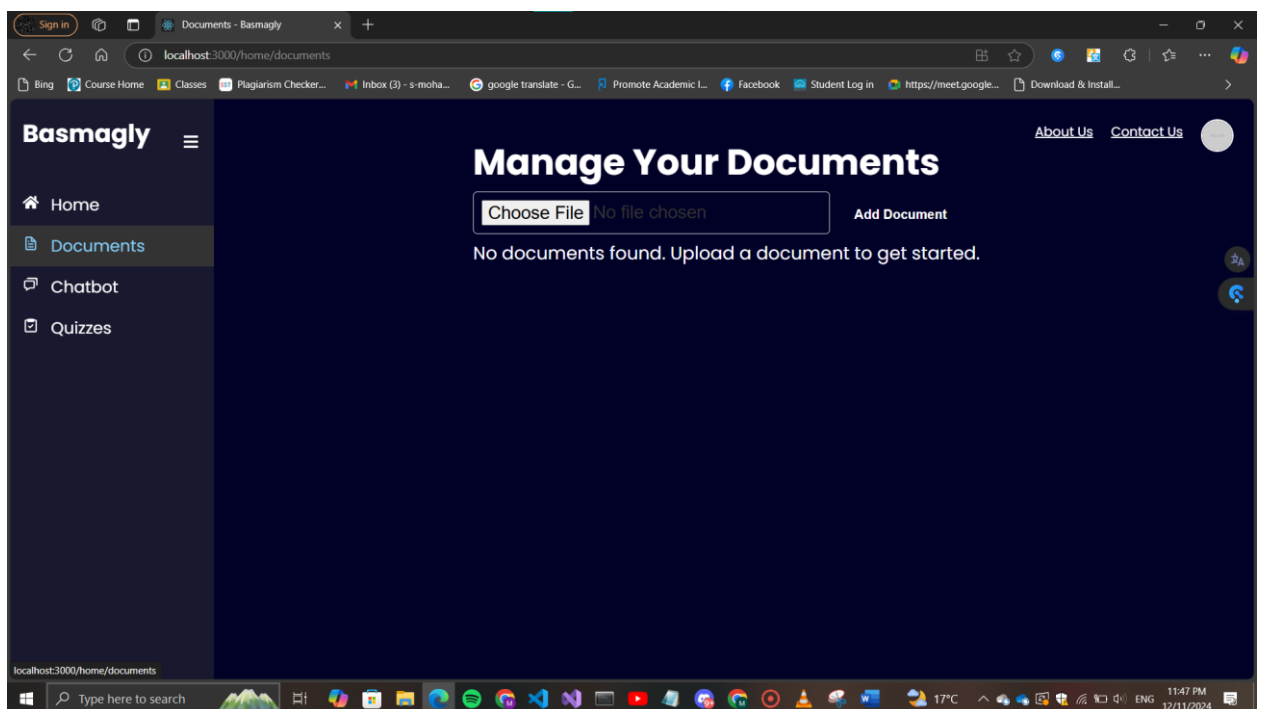 Sign in
Documents - Basmagly
localhost:3000/home/documents
Bing Course Home Classes Plagiarism Checker... Inbox (3) - s-moha... google translate - G... Promote Academic I... Facebook Student Log in https://meet.google... Download & Install...
Basmagly
About Us Contact Us
Manage Your Documents
Choose File No file chosen Add Document
No documents found. Upload a document to get started.
Home
Documents
Chatbot
Quizzes
localhost:3000/home/documents
Type here to search
17°C
ENG
11:47 PM
12/11/2024